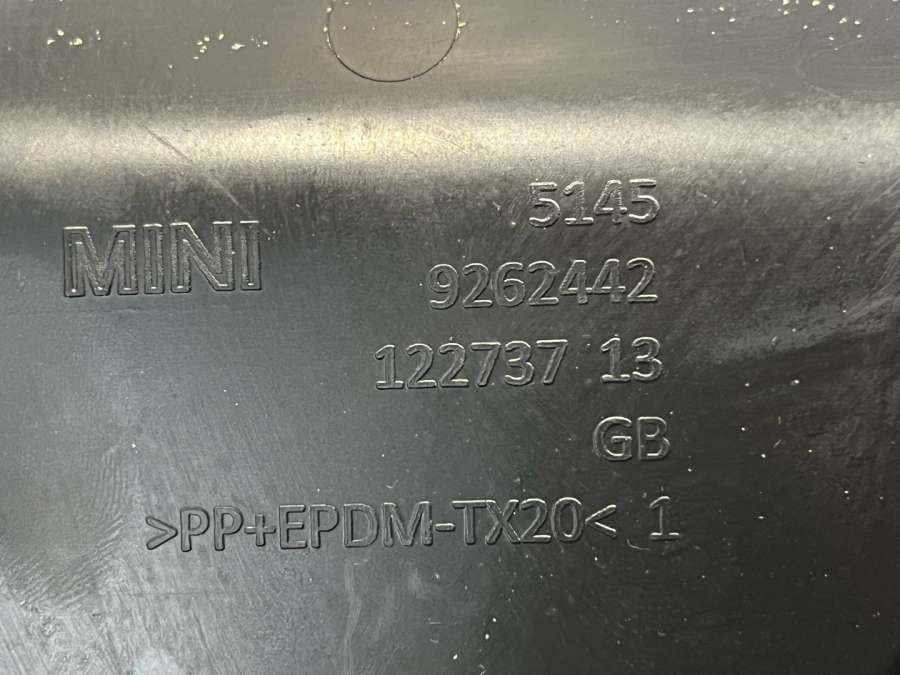 MINI
5145
9262442
122737 13
GB
>PP+EPDM-TX20< 1